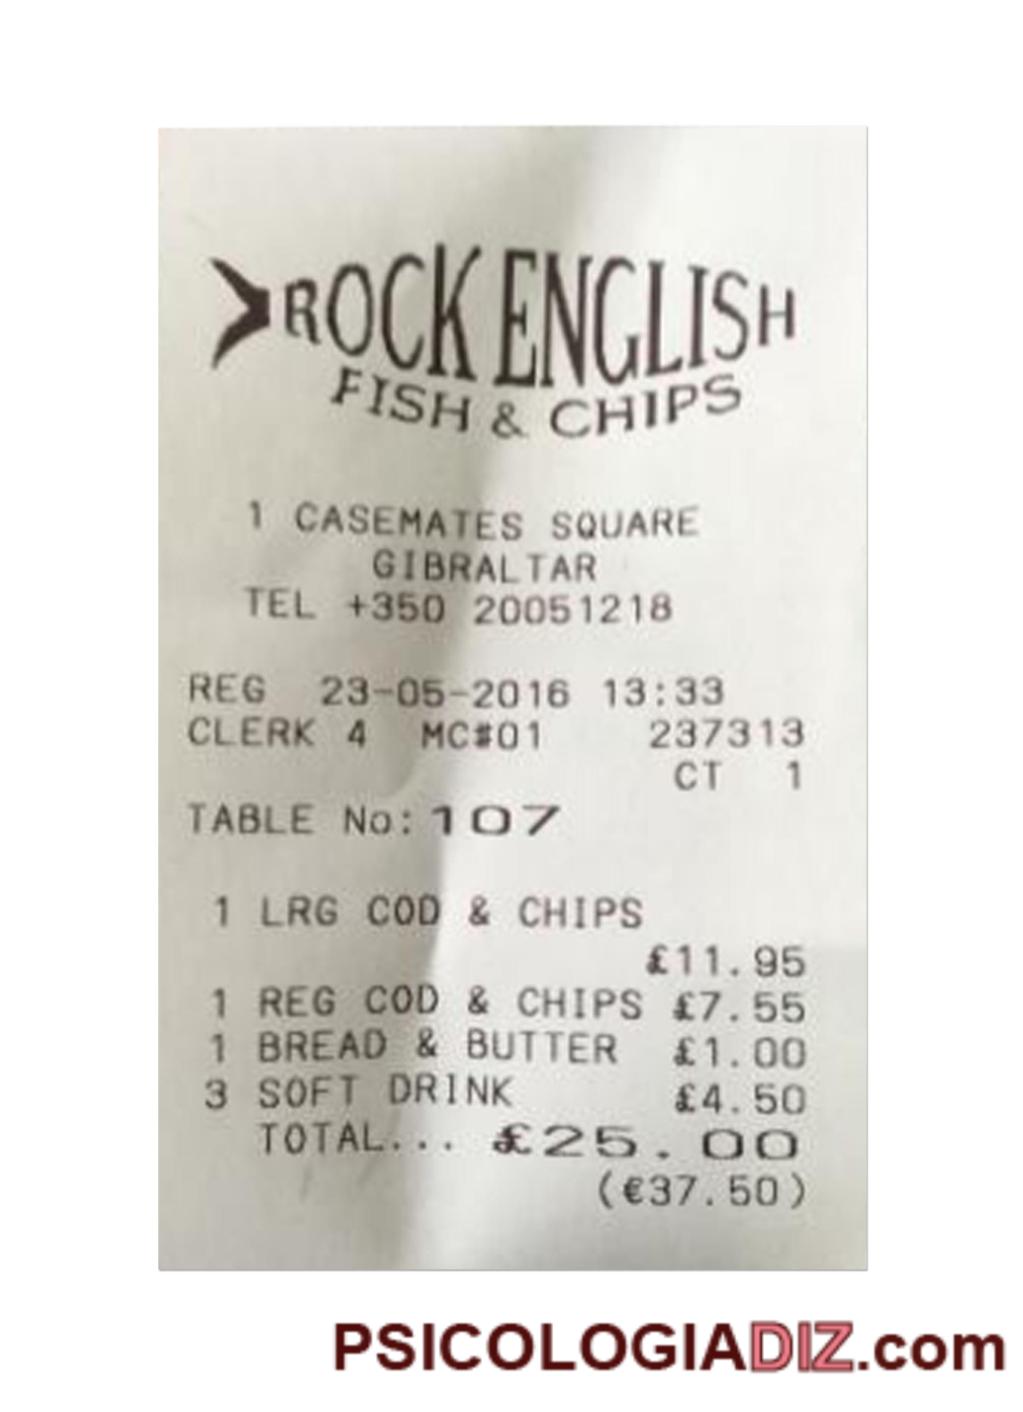 ROCK ENGLISH
FISH & CHIPS
1 CASEMATES SQUARE
GIBRALTAR
TEL +350 20051218
REG 23-05-2016 13:33
CLERK 4 MC#01 237313
CT 1
TABLE No: 107
1 LRG COD & CHIPS
£11.95
1 REG COD & CHIPS £7.55
1 BREAD & BUTTER £1.00
3 SOFT DRINK £4.50
TOTAL... £25.00
(€37.50)
PSICOLOGIADIZ.com